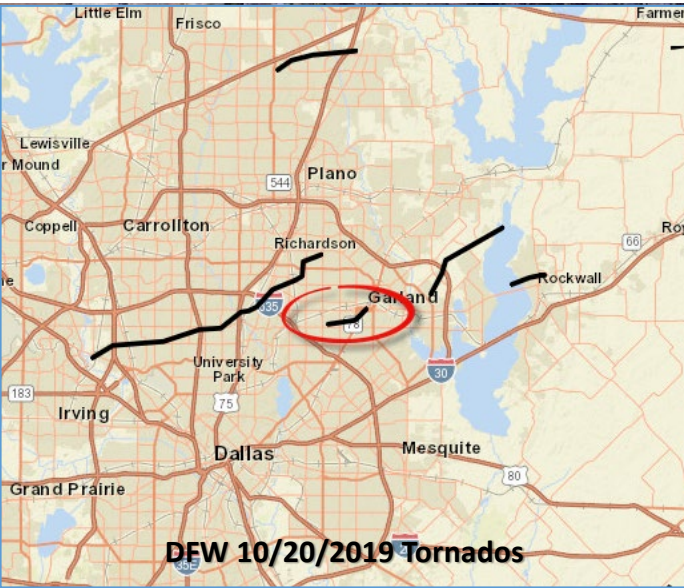 Little Elm
Farmer
Frisco
Lewisville
r Mound
Plano
544
Coppell
Carrollton
Richardson
66
Roy
ne
Rockwall
Garland
635
78
University
Park
30
183
75
Irving
Dallas
Mesquite
80
Grand Prairie
DFW 10/20/2019 Tornados
35E